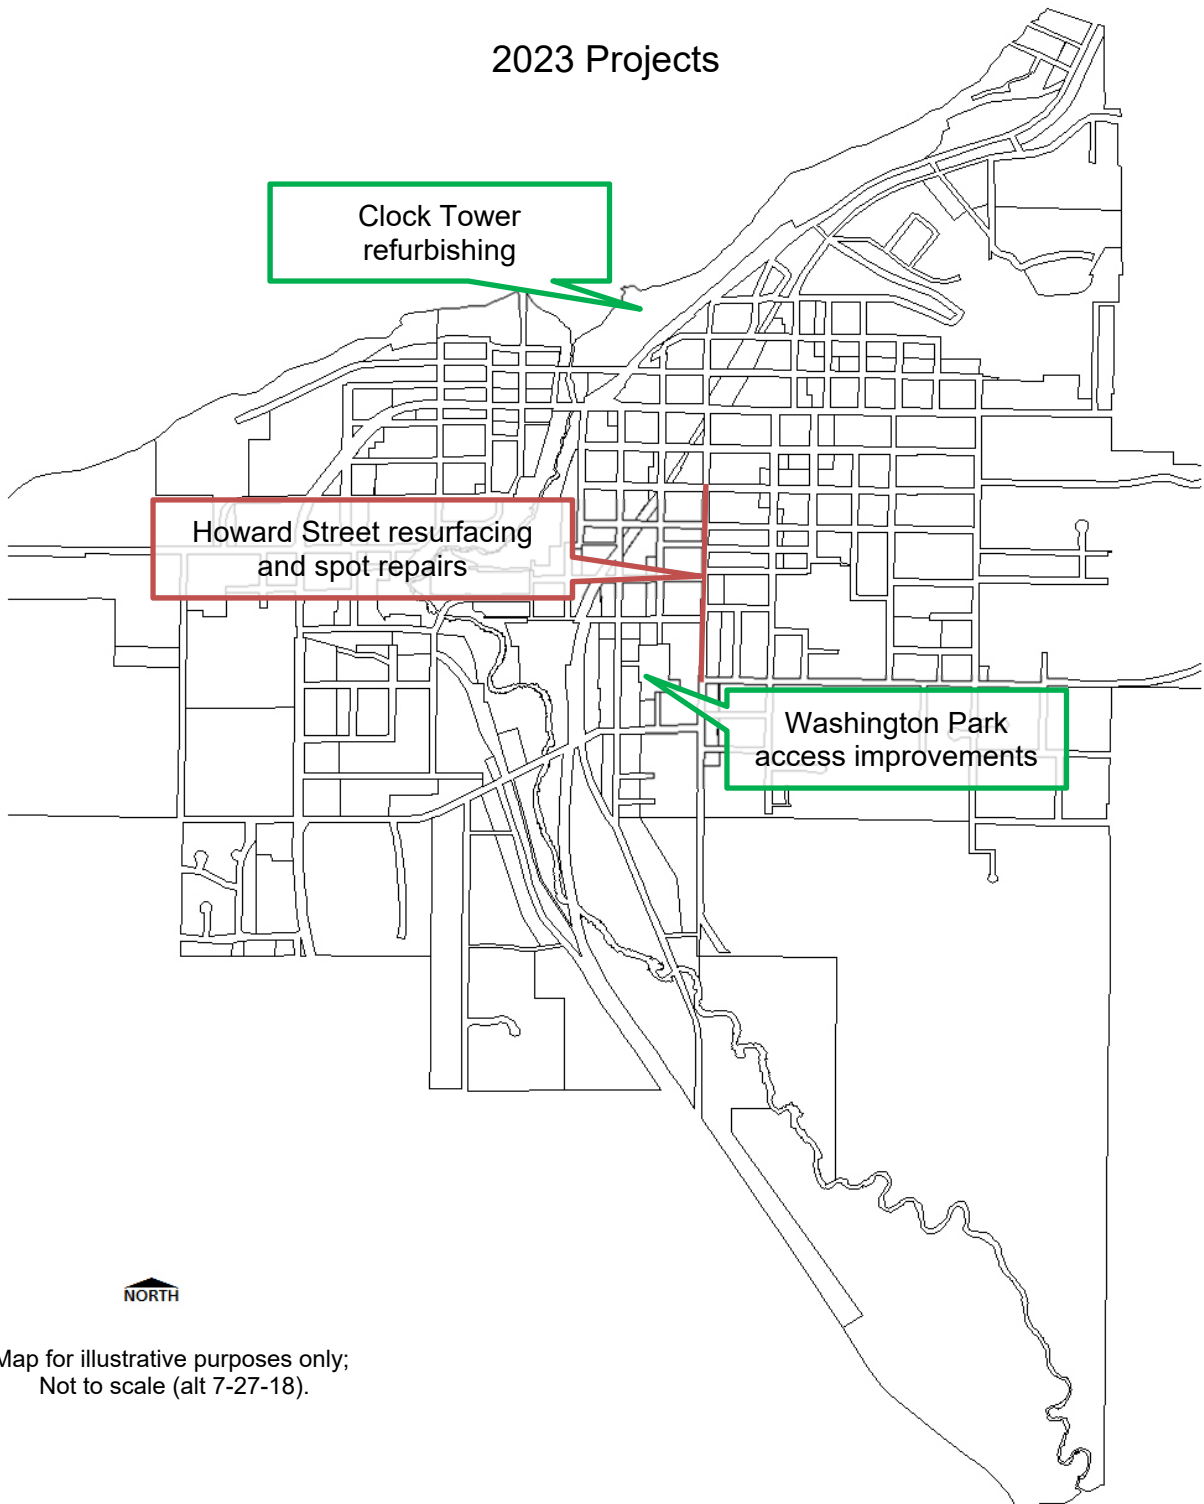 2023 Projects
Clock Tower
refurbishing
Howard Street resurfacing
and spot repairs
Washington Park
access improvements
NORTH
Map for illustrative purposes only;
Not to scale (alt 7-27-18).